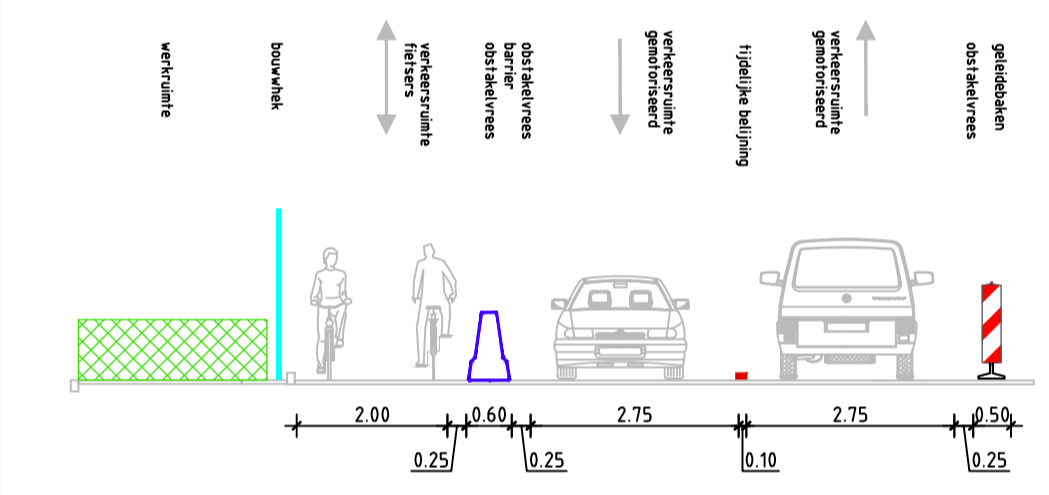 werkruimte
bouwwhek
verkeersruimte
fietsers
obstakelvrees
barrier
obstakelvrees
verkeersruimte
gemotoriseerd
tijdelijke belijning
verkeersruimte
gemotoriseerd
geleidebaken
obstakelvrees
2.00
0.60
2.75
2.75
0.50
0.25
0.25
0.10
0.25